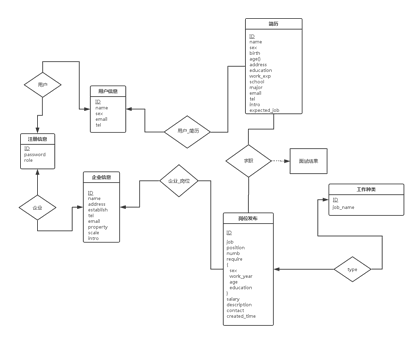 简历
ID
name
sex
birth
age()
address
education
work_exp
school
major
email
tel
intro
expected_job
用户
用户信息
ID
name
sex
email
tel
用户_简历
注册信息
ID
password
role
求职
面试结果
企业信息
ID
name
address
establish
tel
email
property
scale
intro
企业_岗位
企业
工作种类
ID
job_name
岗位发布
ID
job
position
numb
require
{
sex
work_year
age
education
}
salary
description
contact
created_time
type